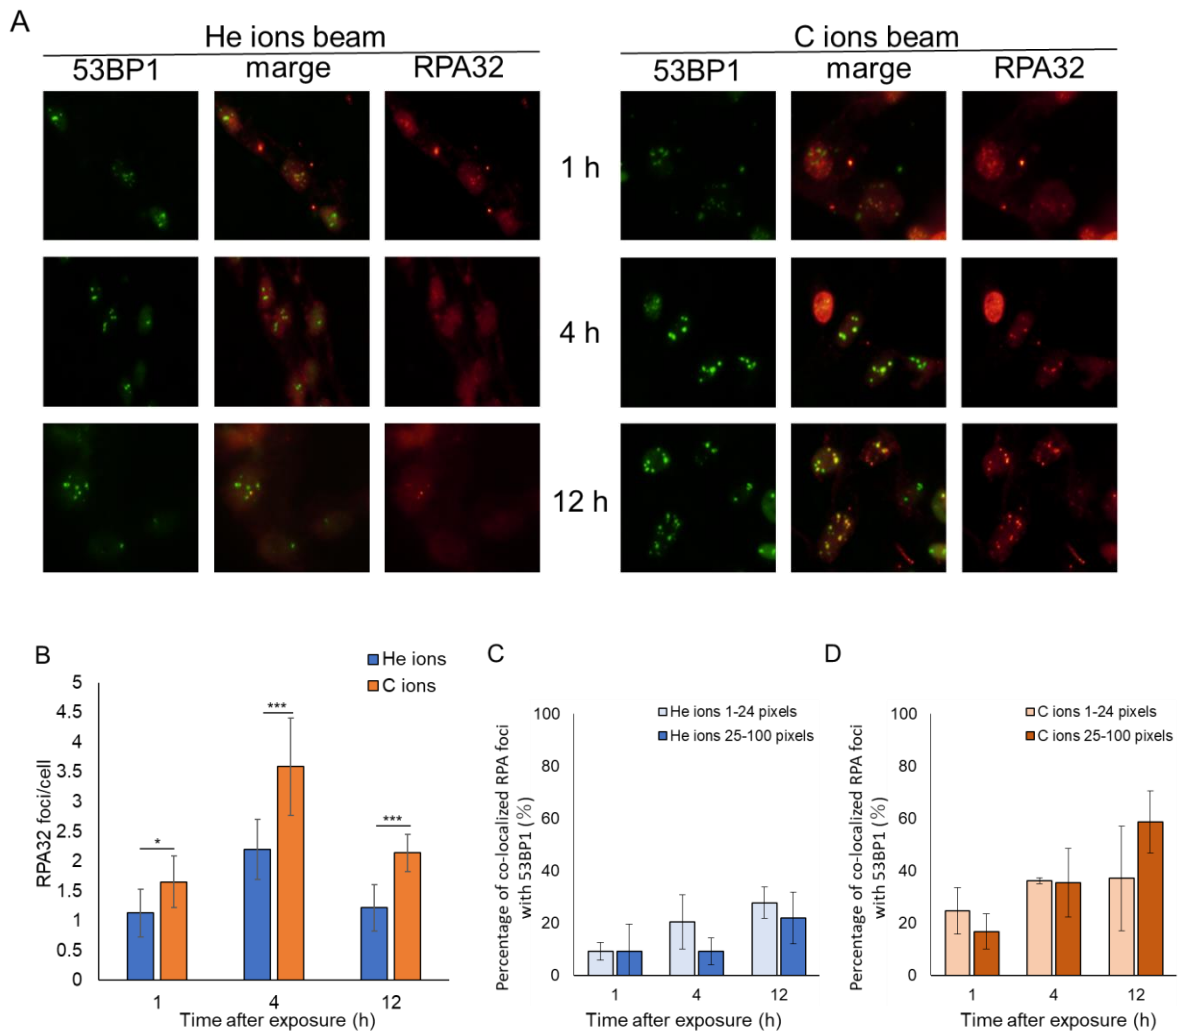 A
He ions beam
C ions beam
53BP1 marge RPA32
53BP1 marge RPA32
1 h
4 h
12 h
B
He ions
C ions
RPA32 foci/cell
5
4.5
4
3.5
3
2.5
2
1.5
1
0.5
0
*
***
***
1 4 12
Time after exposure (h)
C
He ions 1-24 pixels
He ions 25-100 pixels
Percentage of co-localized RPA foci
with 53BP1 (%)
100
80
60
40
20
0
1 4 12
Time after exposure (h)
D
C ions 1-24 pixels
C ions 25-100 pixels
Percentage of co-localized RPA foci
with 53BP1 (%)
100
80
60
40
20
0
1 4 12
Time after exposure (h)